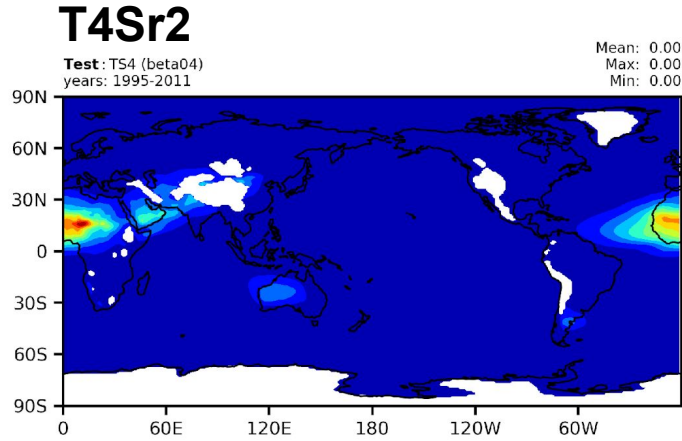 T4Sr2
Test: TS4 (beta04)
years: 1995-2011
Mean: 0.00
Max: 0.00
Min: 0.00
90N
60N
30N
0
30S
60S
90S
0 60E 120E 180 120W 60W